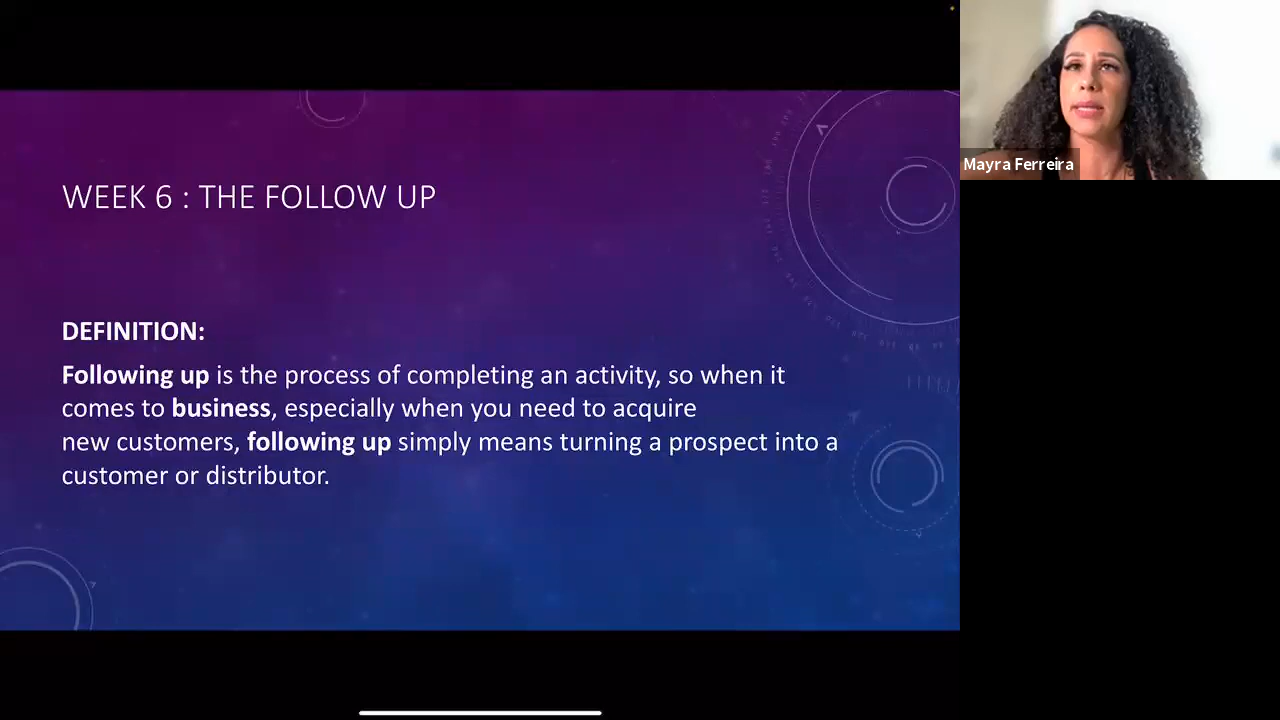 WEEK 6 : THE FOLLOW UP
DEFINITION:
Following up is the process of completing an activity, so when it
comes to business, especially when you need to acquire
new customers, following up simply means turning a prospect into a
customer or distributor.
Mayra Ferreira